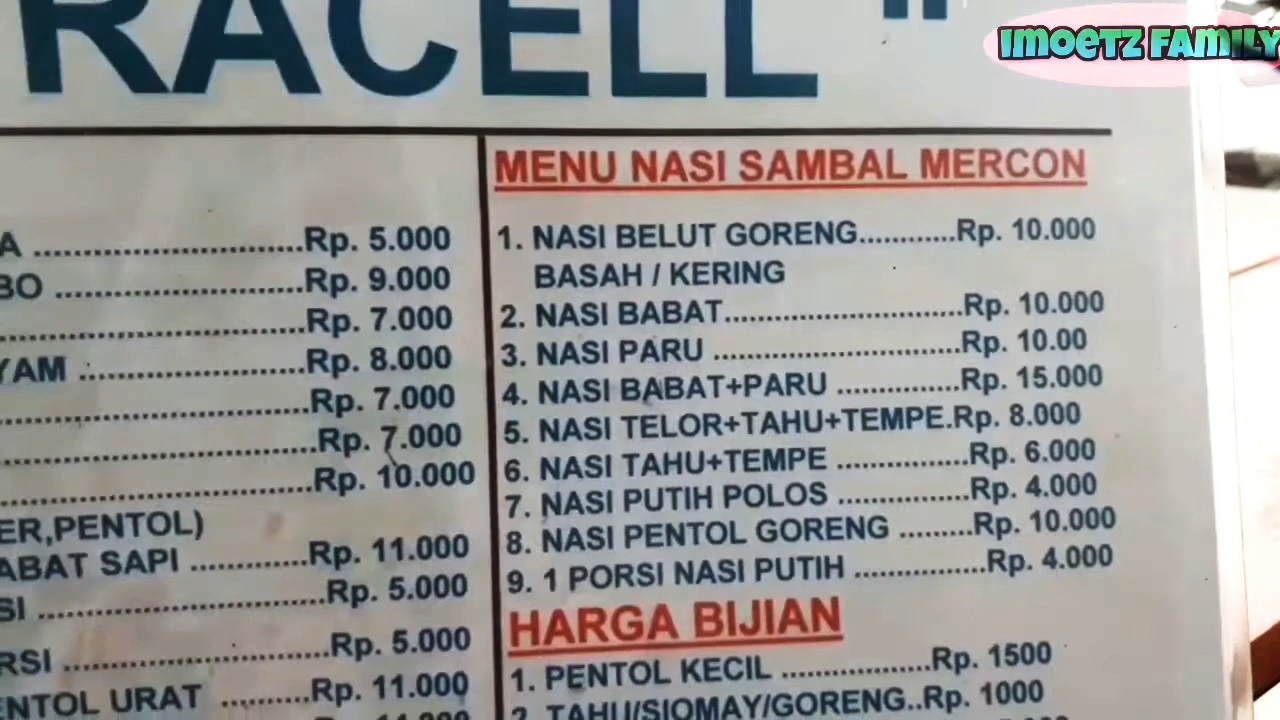 RACELL "
IMOETZ FAMILY
A ..............................Rp. 5.000
BO ............................Rp. 9.000
..................................Rp. 7.000
YAM ..........................Rp. 8.000
..................................Rp. 7.000
..................................Rp. 7.000
..................................Rp. 10.000
ER,PENTOL)
ABAT SAPI .............Rp. 11.000
SI ...............................Rp. 5.000
RSI .............................Rp. 5.000
ENTOL URAT ..........Rp. 11.000
MENU NASI SAMBAL MERCON
1. NASI BELUT GORENG............Rp. 10.000
BASAH / KERING
2. NASI BABAT..............................Rp. 10.000
3. NASI PARU ...............................Rp. 10.00
4. NASI BABAT+PARU ................Rp. 15.000
5. NASI TELOR+TAHU+TEMPE.Rp. 8.000
6. NASI TAHU+TEMPE .................Rp. 6.000
7. NASI PUTIH POLOS .................Rp. 4.000
8. NASI PENTOL GORENG .........Rp. 10.000
9. 1 PORSI NASI PUTIH .................Rp. 4.000
HARGA BIJIAN
1. PENTOL KECIL ...................Rp. 1500
2. TAHU/SIOMAY/GORENG..Rp. 1000